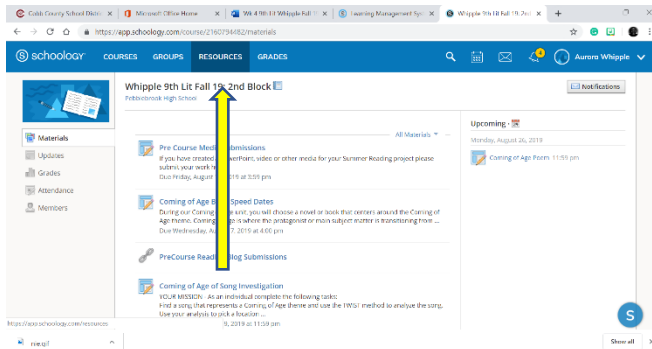 Cobb County School Distric
Microsoft Office Home
Wk 4 9th Lit Whipple Fall 1
Learning Management Syst
Whipple 9th Lit Fall 19: 2nd
https://app.schoology.com/course/2160794482/materials
S schoology
COURSES GROUPS RESOURCES GRADES
4
Aurora Whipple
Whipple 9th Lit Fall 19: 2nd Block
Pebblebrook High School
Notifications
Materials
Updates
Grades
Attendance
Members
All Materials
Pre Course Media Submissions
If you have created PowerPoint, video or other media for your Summer Reading project please
submit your work
Due Friday, August 2019 at 3:59 pm
Coming of Age Speed Dates
During our Coming unit, you will choose a novel or book that centers around the Coming of
Age theme. Coming is where the protagonist or main subject matter is transitioning from ...
Due Wednesday, 7, 2019 at 4:00 pm
PreCourse Blog Submissions
Coming of Age of Song Investigation
YOUR MISSION - As an individual complete the following tasks:
Find a song that represents a Coming of Age theme and use the TWIST method to analyze the song.
Use your analysis to pick a location ...
9, 2019 at 11:59 pm
Upcoming
Monday, August 26, 2019
Coming of Age Poem 11:59 pm
S
https://app.schoology.com/resources
Show all